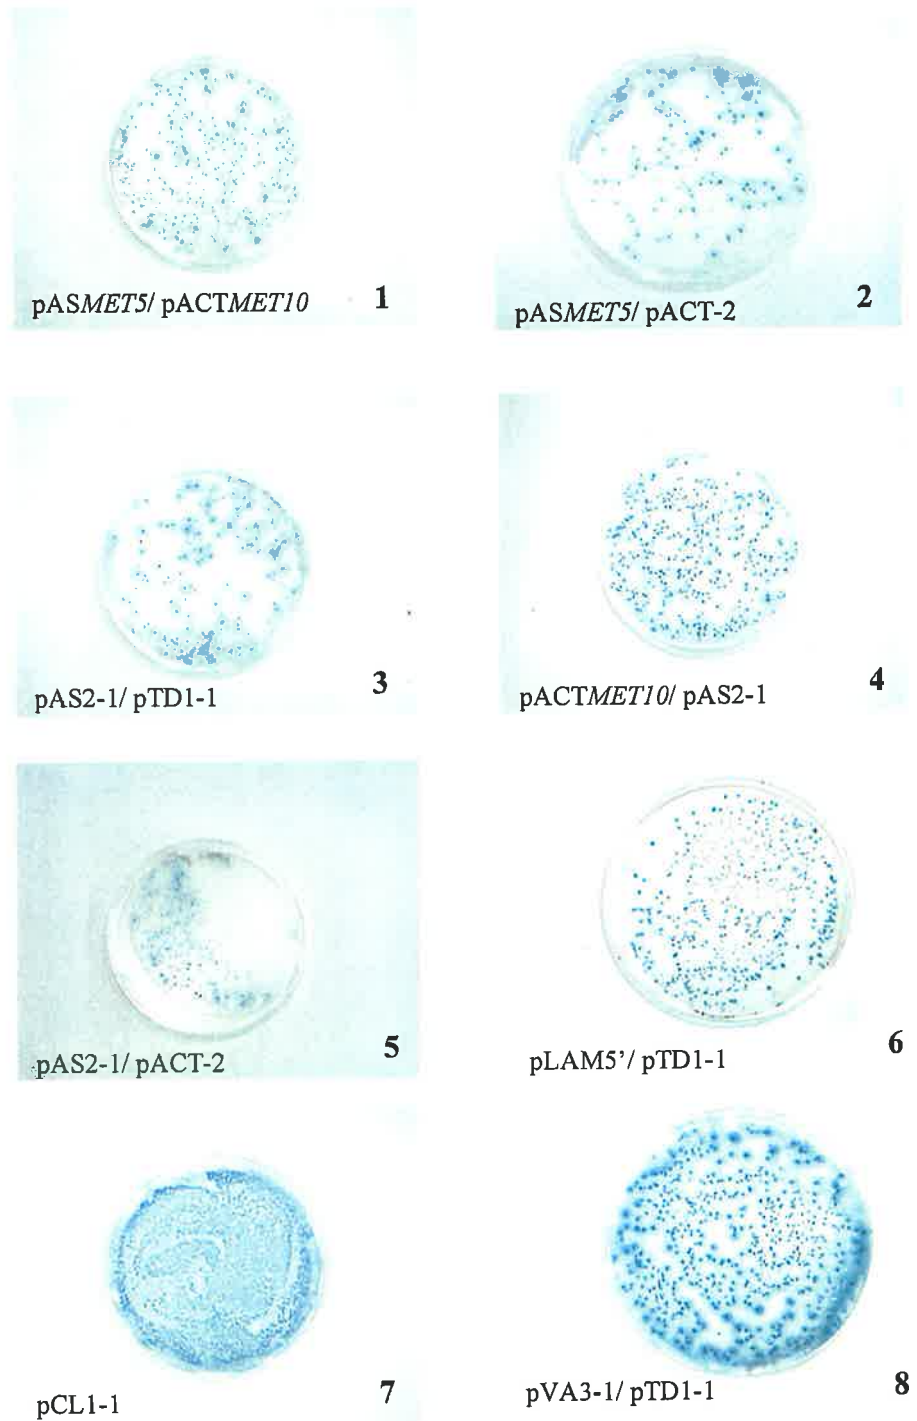 pASMET5/ pACTMET10 1
pASMET5/ pACT-2 2
pAS2-1/ pTD1-1 3
pACTMET10/ pAS2-1 4
pAS2-1/ pACT-2 5
pLAM5’/ pTD1-1 6
pCL1-1 7
pVA3-1/ pTD1-1 8